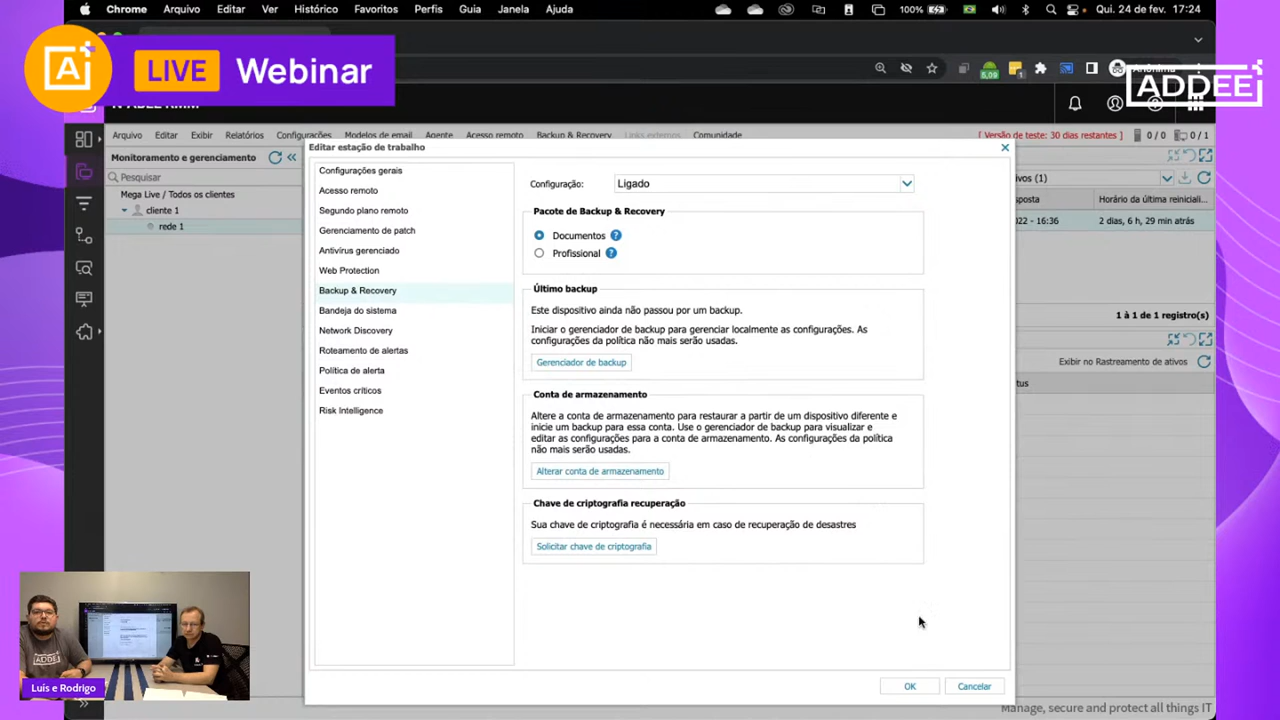 Chrome Arquivo Editar Ver Histórico Favoritos Perfis Guia Janela Ajuda 100% Qui. 24 de fev. 17:24
LIVE Webinar
ADDEE
5,09 1
Arquivo Editar Exibir Relatórios Configurações Modelos de email Agente Acesso remoto Backup & Recovery Links externos Comunidade [ Versão de teste: 30 dias restantes ] 0 / 0 0 / 1
Monitoramento e gerenciamento
Pesquisar
Mega Live / Todos os clientes
cliente 1
rede 1
Editar estação de trabalho
Configurações gerais
Acesso remoto
Segundo plano remoto
Gerenciamento de patch
Antivírus gerenciado
Web Protection
Backup & Recovery
Bandeja do sistema
Network Discovery
Roteamento de alertas
Política de alerta
Eventos críticos
Risk Intelligence
Configuração: Ligado
Pacote de Backup & Recovery
Documentos ?
Profissional ?
Último backup
Este dispositivo ainda não passou por um backup.
Iniciar o gerenciador de backup para gerenciar localmente as configurações. As
configurações da política não mais serão usadas.
Gerenciador de backup
Conta de armazenamento
Altere a conta de armazenamento para restaurar a partir de um dispositivo diferente e
inicie um backup para essa conta. Use o gerenciador de backup para visualizar e
editar as configurações para a conta de armazenamento. As configurações da política
não mais serão usadas.
Alterar conta de armazenamento
Chave de criptografia recuperação
Sua chave de criptografia é necessária em caso de recuperação de desastres
Solicitar chave de criptografia
OK Cancelar
ivos (1)
sposta Horário da última reiniciali...
022 - 16:36 2 dias, 6 h, 29 min atrás
1 à 1 de 1 registro(s)
Exibir no Rastreamento de ativos
tus
ADDEE
Luís e Rodrigo
Manage, secure and protect all things IT